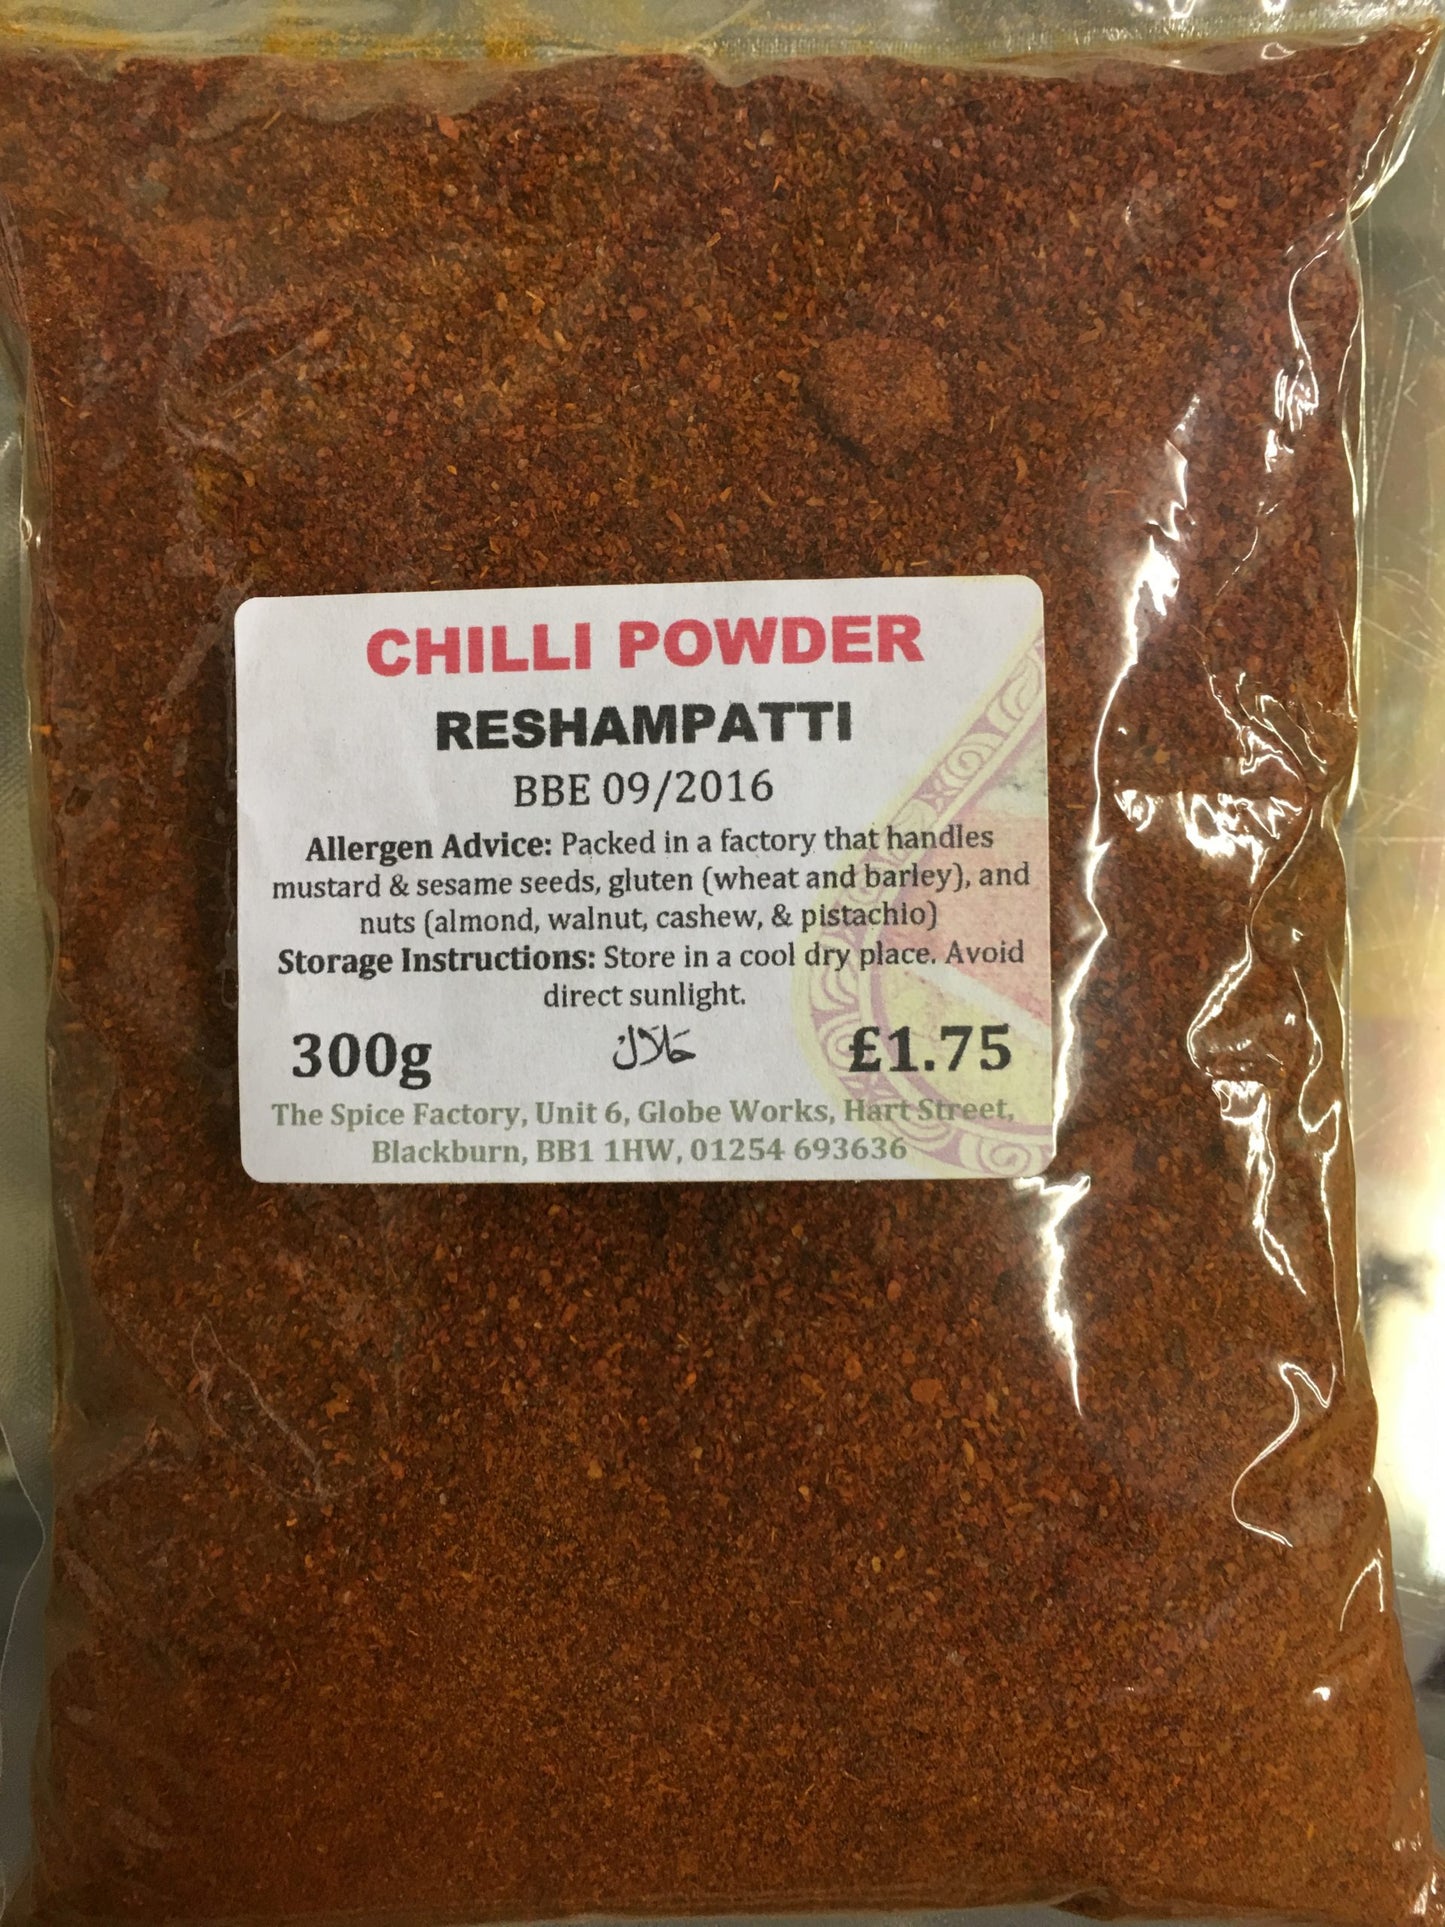 CHILLI POWDER
RESHAMPATTI
BBE 09/2016
Allergen Advice: Packed in a factory that handles
mustard & sesame seeds, gluten (wheat and barley), and
nuts (almond, walnut, cashew, & pistachio)
Storage Instructions: Store in a cool dry place. Avoid
direct sunlight.
300g حَلَالْ £1.75
The Spice Factory, Unit 6, Globe Works, Hart Street,
Blackburn, BB1 1HW, 01254 693636